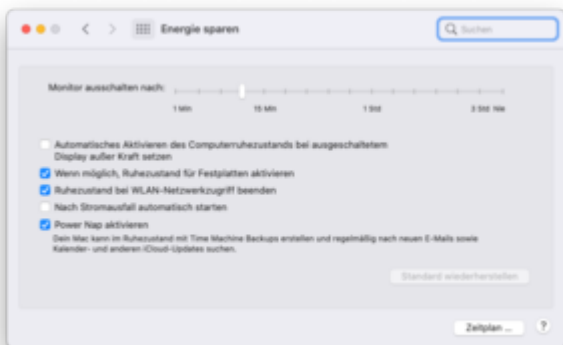 Energie sparen
Suchen
Monitor ausschalten nach:
1 Min 15 Min 1 Std 3 Std Nie
Automatisches Aktivieren des Computerruhezustands bei ausgeschaltetem
Display außer Kraft setzen
Wenn möglich, Ruhezustand für Festplatten aktivieren
Ruhezustand bei WLAN-Netzwerkzugriff beenden
Nach Stromausfall automatisch starten
Power Nap aktivieren
Dein Mac kann im Ruhezustand mit Time Machine Backups erstellen und regelmäßig nach neuen E-Mails sowie
Kalender- und anderen iCloud-Updates suchen.
Standard wiederherstellen
Zeitplan ... ?